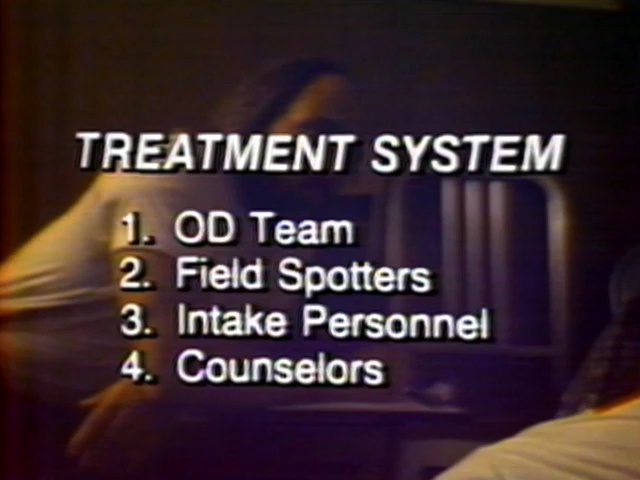 TREATMENT SYSTEM
1. OD Team
2. Field Spotters
3. Intake Personnel
4. Counselors